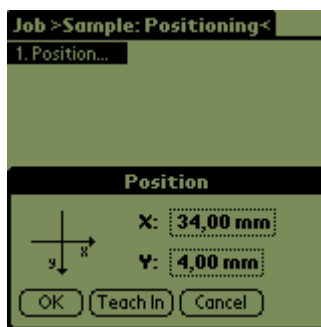 Job >Sample: Positioning<
1. Position...
Position
X: 34,00 mm
x
y
Y: 4,00 mm
OK Teach In Cancel